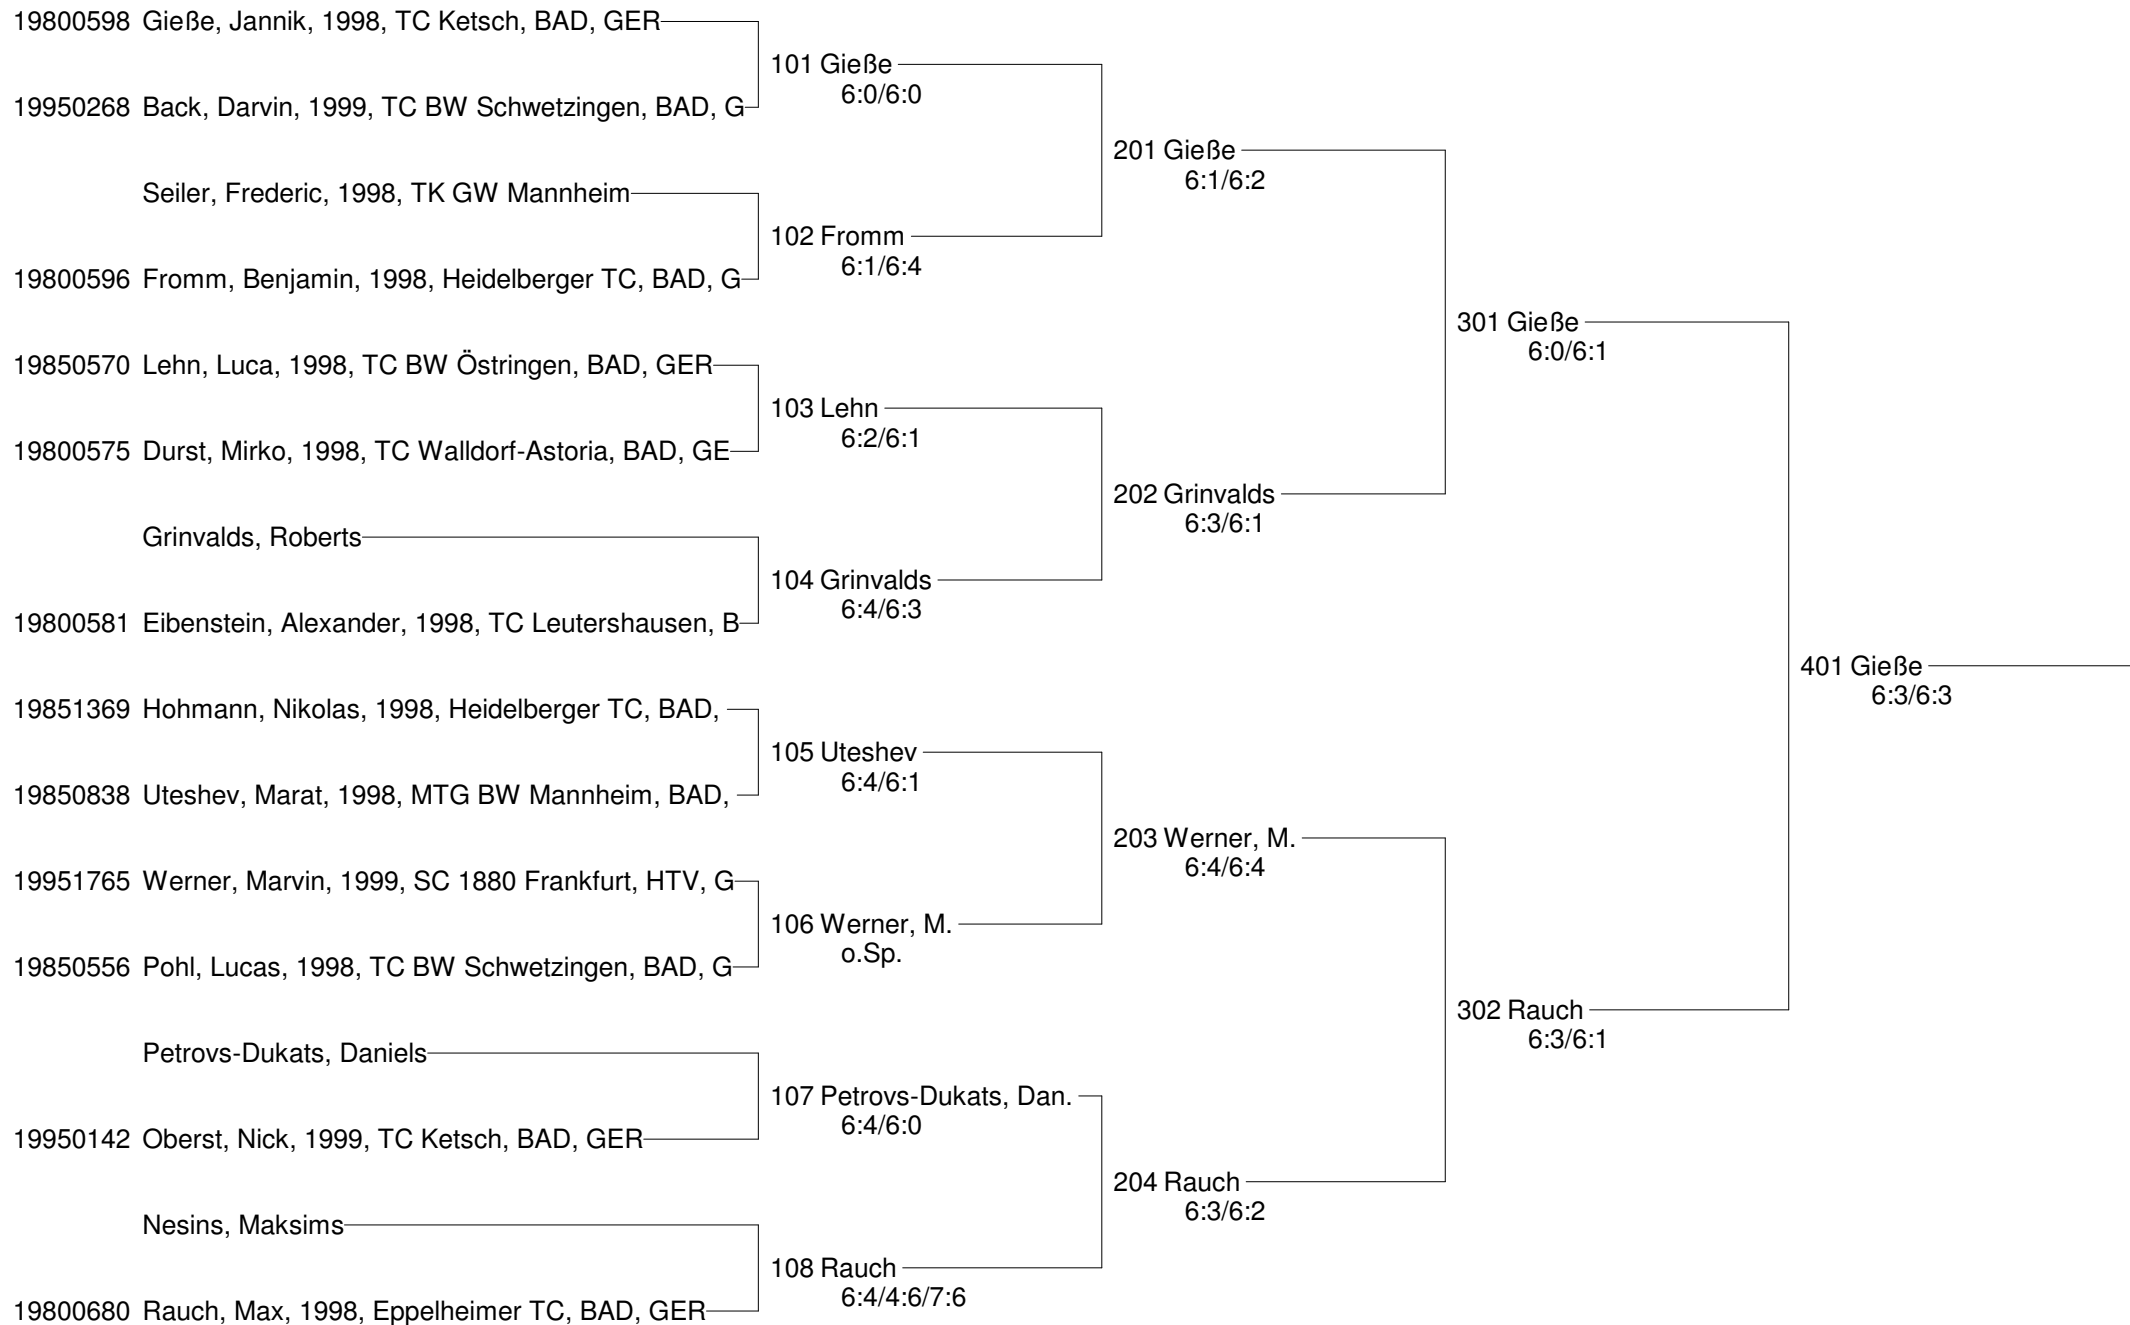 19800598 Gieße, Jannik, 1998, TC Ketsch, BAD, GER
101 Gieße
6:0/6:0
19950268 Back, Darvin, 1999, TC BW Schwetzingen, BAD, G
201 Gieße
6:1/6:2
Seiler, Frederic, 1998, TK GW Mannheim
102 Fromm
6:1/6:4
19800596 Fromm, Benjamin, 1998, Heidelberger TC, BAD, G
301 Gieße
6:0/6:1
19850570 Lehn, Luca, 1998, TC BW Östringen, BAD, GER
103 Lehn
6:2/6:1
19800575 Durst, Mirko, 1998, TC Walldorf-Astoria, BAD, GE
202 Grinvalds
6:3/6:1
Grinvalds, Roberts
104 Grinvalds
6:4/6:3
19800581 Eibenstein, Alexander, 1998, TC Leutershausen, B
401 Gieße
6:3/6:3
19851369 Hohmann, Nikolas, 1998, Heidelberger TC, BAD,
105 Uteshev
6:4/6:1
19850838 Uteshev, Marat, 1998, MTG BW Mannheim, BAD,
203 Werner, M.
6:4/6:4
19951765 Werner, Marvin, 1999, SC 1880 Frankfurt, HTV, G
106 Werner, M.
o.Sp.
19850556 Pohl, Lucas, 1998, TC BW Schwetzingen, BAD, G
302 Rauch
6:3/6:1
Petrovs-Dukats, Daniels
107 Petrovs-Dukats, Dan.
6:4/6:0
19950142 Oberst, Nick, 1999, TC Ketsch, BAD, GER
204 Rauch
6:3/6:2
Nesins, Maksims
108 Rauch
6:4/4:6/7:6
19800680 Rauch, Max, 1998, Eppelheimer TC, BAD, GER